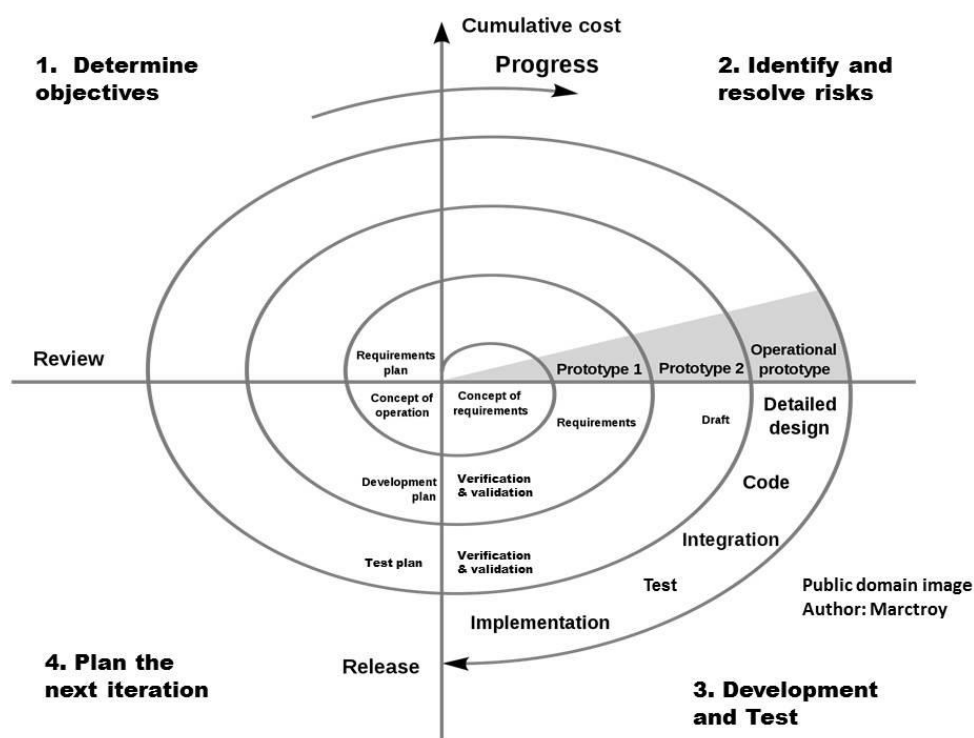 Cumulative cost
Progress
1. Determine
objectives
2. Identify and
resolve risks
Review
Requirements
plan
Prototype 1
Prototype 2
Operational
prototype
Concept of
operation
Concept of
requirements
Requirements
Draft
Detailed
design
Development
plan
Verification
& validation
Code
Integration
Test plan
Verification
& validation
Test
Implementation
Public domain image
Author: Marctroy
4. Plan the
next iteration
Release
3. Development
and Test